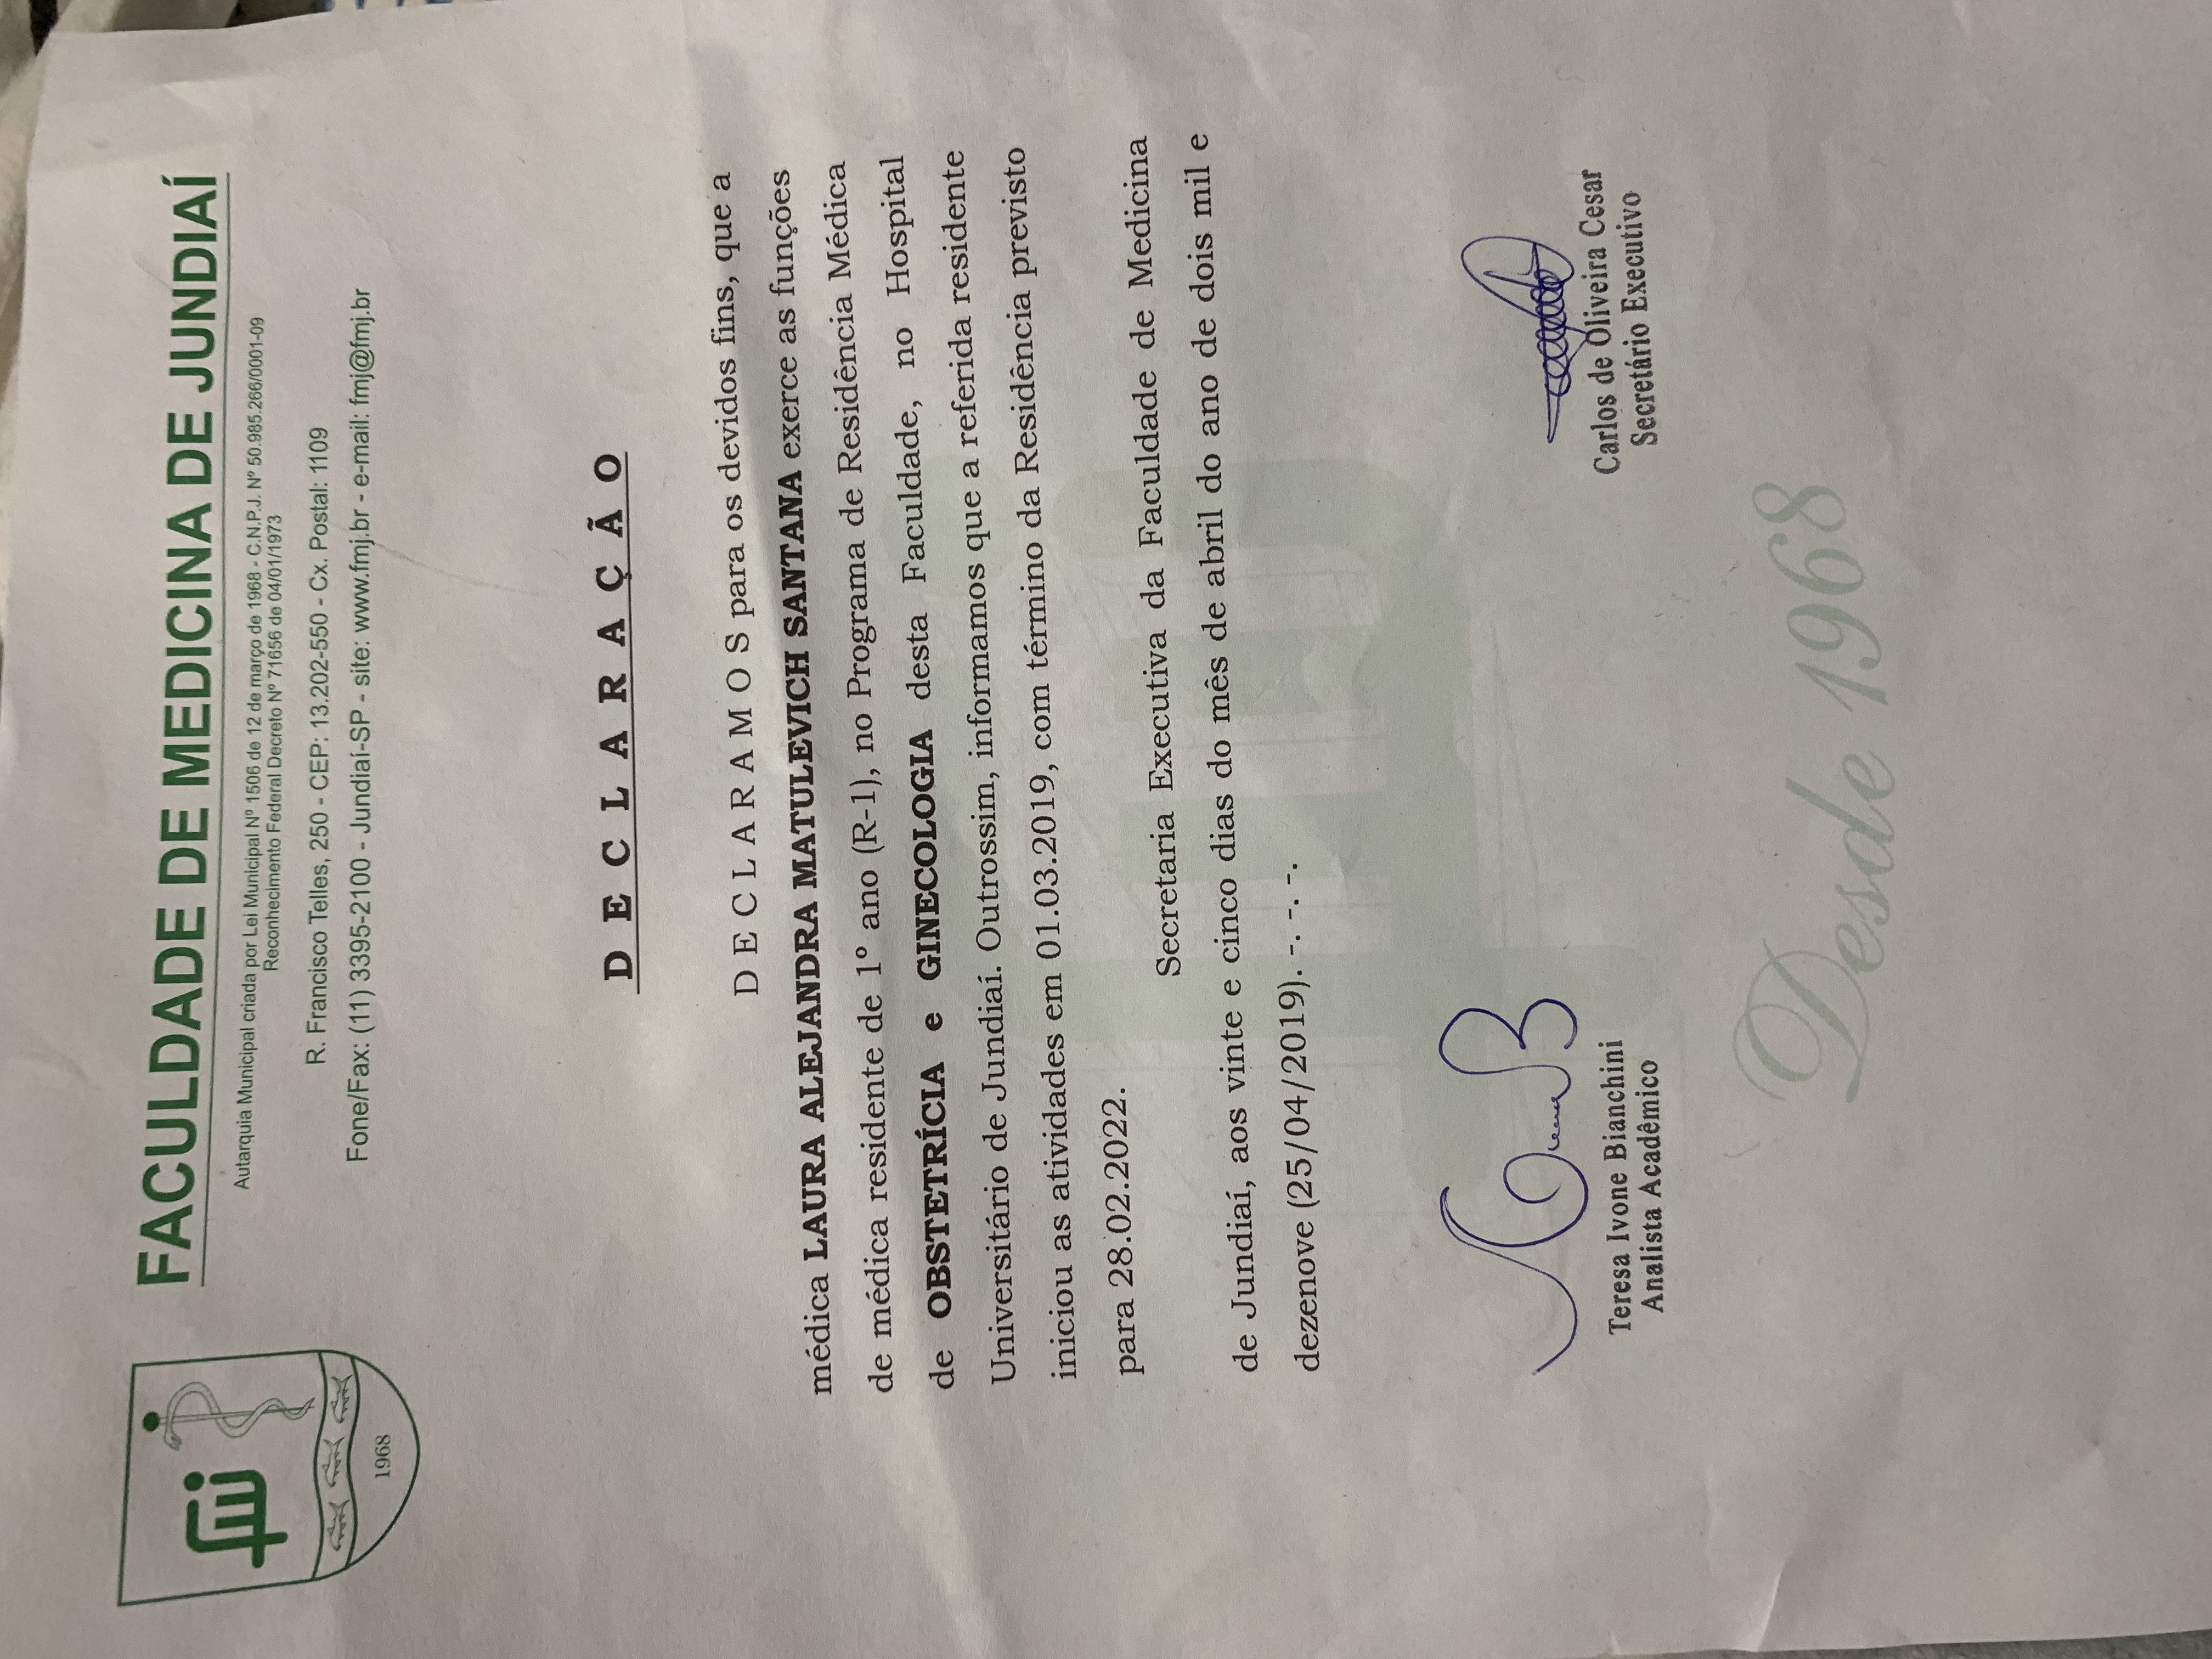 fmj
1968
FACULDADE DE MEDICINA DE JUNDIAÍ
Autarquia Municipal criada por Lei Municipal Nº 1506 de 12 de março de 1968 - C.N.P.J. Nº 50.985.266/0001-09
Reconhecimento Federal Decreto Nº 71656 de 04/01/1973
R. Francisco Telles, 250 - CEP: 13.202-550 - Cx. Postal: 1109
Fone/Fax: (11) 3395-2100 - Jundiaí-SP - site: www.fmj.br - e-mail: fmj@fmj.br
D E C L A R A Ç Ã O
D E C L A R A M O S para os devidos fins, que a
médica LAURA ALEJANDRA MATULEVICH SANTANA exerce as funções
de médica residente de 1º ano (R-1), no Programa de Residência Médica
de OBSTETRÍCIA e GINECOLOGIA desta Faculdade, no Hospital
Universitário de Jundiaí. Outrossim, informamos que a referida residente
iniciou as atividades em 01.03.2019, com término da Residência previsto
para 28.02.2022.
Secretaria Executiva da Faculdade de Medicina
de Jundiaí, aos vinte e cinco dias do mês de abril do ano de dois mil e
dezenove (25/04/2019). -. -. -.
Teresa Ivone Bianchini
Analista Acadêmico
Carlos de Oliveira Cesar
Secretário Executivo
Desde 1968